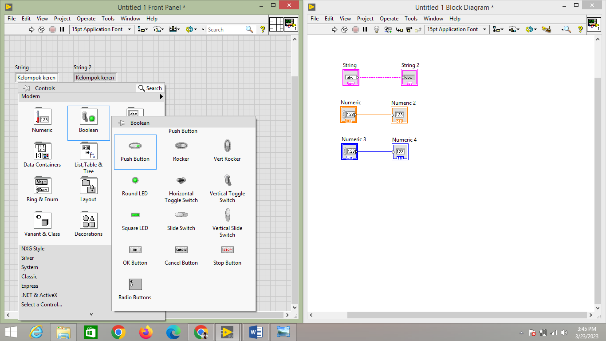 Untitled 1 Front Panel *
File Edit View Project Operate Tools Window Help
15pt Application Font
Search
String
String 2
Kelompok keren
Kelompok keren
Controls
Search
Modern
Numeric
Boolean
Data Containers
List, Table & Tree
Ring & Enum
Layout
Variant & Class
Decorations
NXG Style
Silver
System
Classic
Express
.NET & ActiveX
Select a Control...
Boolean
Push Button
Push Button
Rocker
Vert Rocker
Round LED
Horizontal Toggle Switch
Vertical Toggle Switch
Square LED
Slide Switch
Vertical Slide Switch
OK Button
Cancel Button
Stop Button
Radio Buttons
Untitled 1 Block Diagram *
File Edit View Project Operate Tools Window Help
15pt Application Font
String
String 2
Numeric
Numeric 2
Numeric 3
Numeric 4
3:45 PM